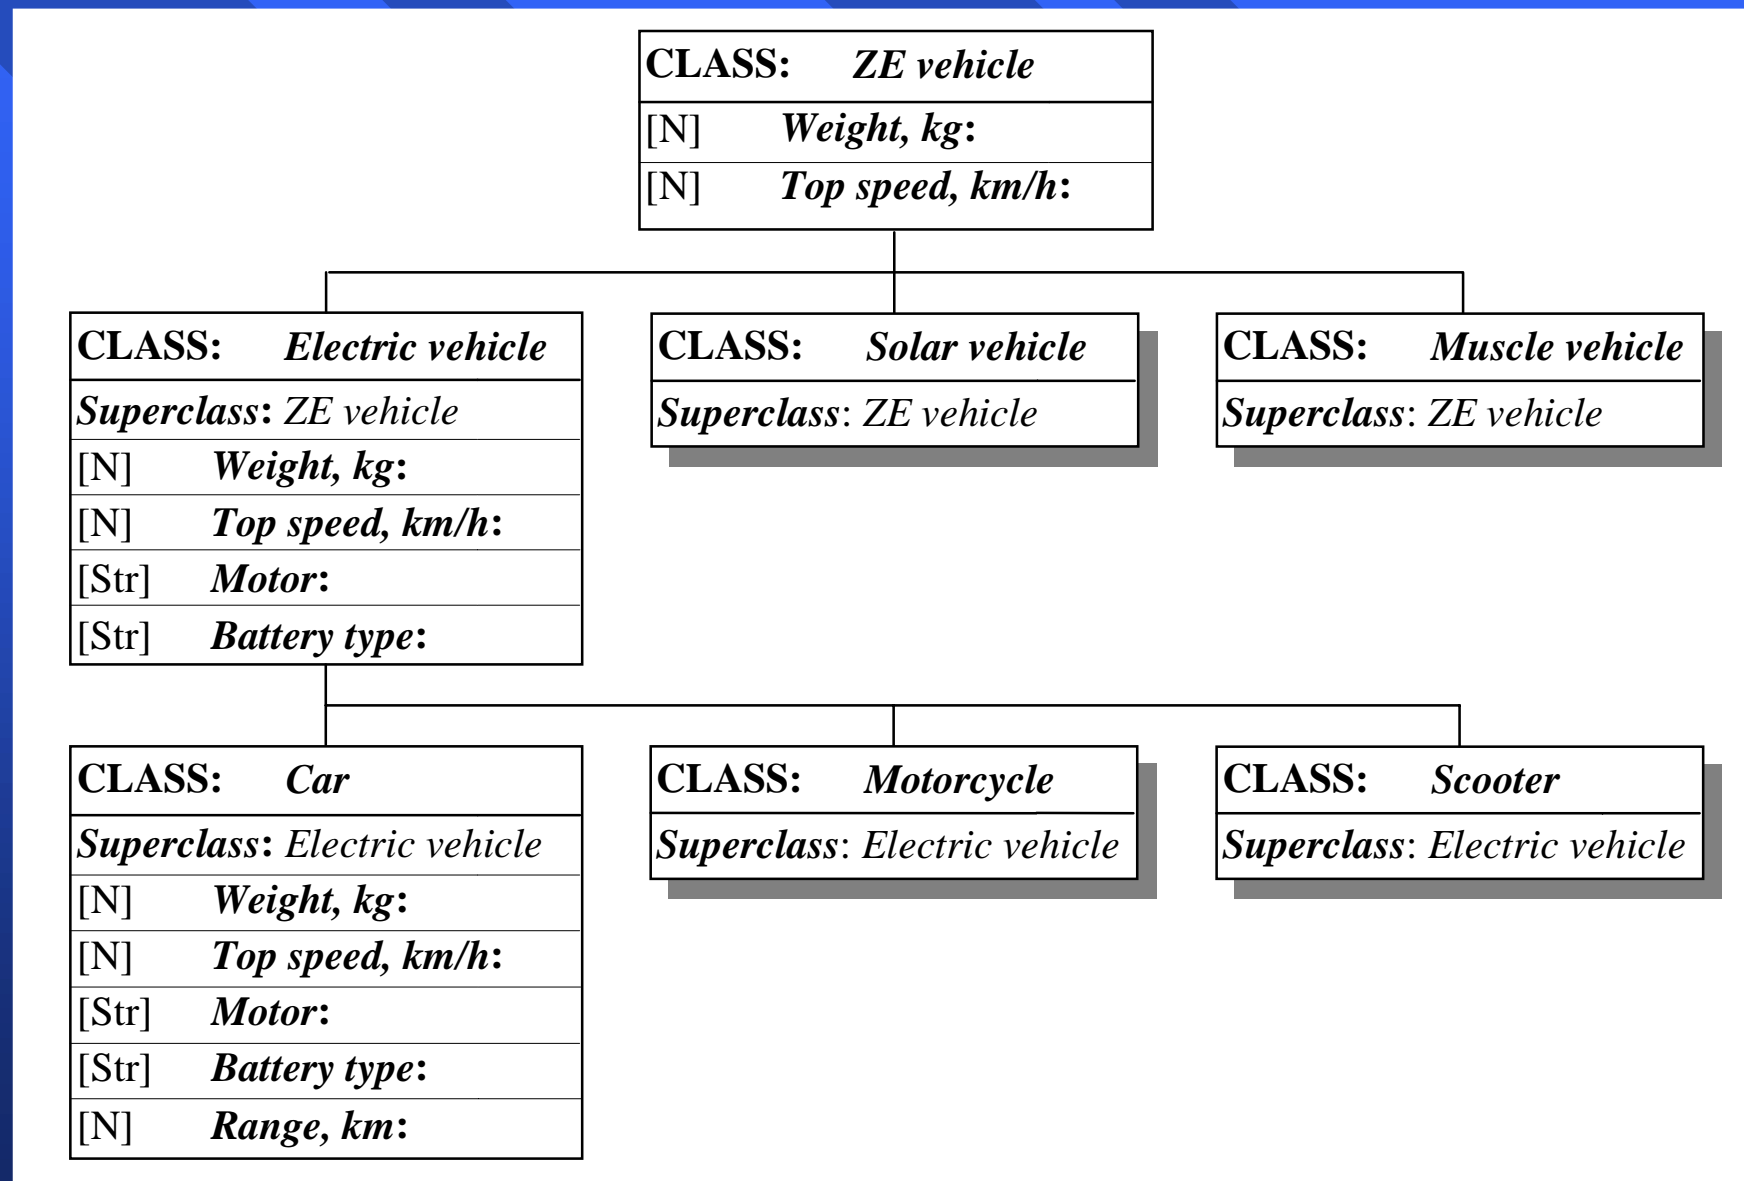 CLASS: ZE vehicle
[N] Weight, kg:
[N] Top speed, km/h:
CLASS: Electric vehicle
Superclass: ZE vehicle
[N] Weight, kg:
[N] Top speed, km/h:
[Str] Motor:
[Str] Battery type:
CLASS: Solar vehicle
Superclass: ZE vehicle
CLASS: Muscle vehicle
Superclass: ZE vehicle
CLASS: Car
Superclass: Electric vehicle
[N] Weight, kg:
[N] Top speed, km/h:
[Str] Motor:
[Str] Battery type:
[N] Range, km:
CLASS: Motorcycle
Superclass: Electric vehicle
CLASS: Scooter
Superclass: Electric vehicle